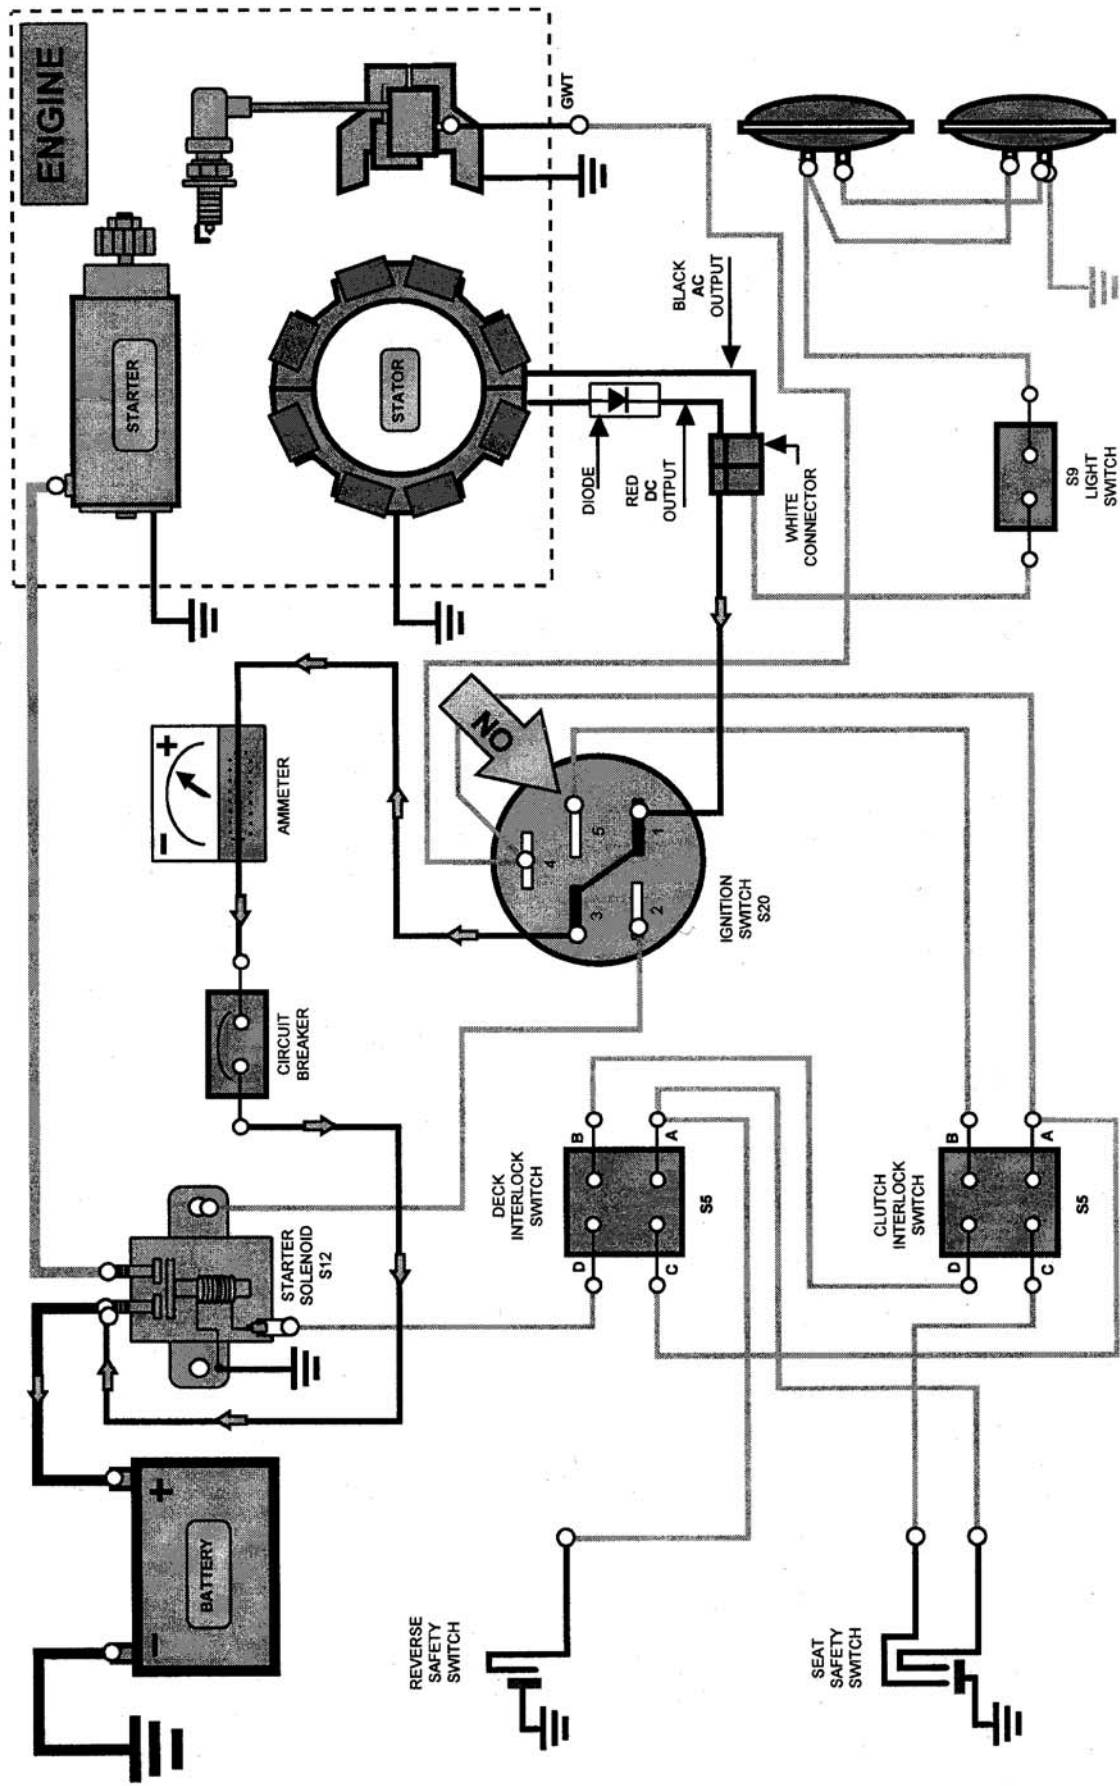 ENGINE
STARTER
STATOR
GWT
BLACK
AC
OUTPUT
DIODE
RED
DC
OUTPUT
WHITE
CONNECTOR
S9
LIGHT
SWITCH
+
−
AMMETER
ON
4
5
3
1
2
IGNITION
SWITCH
S20
CIRCUIT
BREAKER
STARTER
SOLENOID
S12
DECK
INTERLOCK
SWITCH
B
A
D
C
S5
CLUTCH
INTERLOCK
SWITCH
B
A
D
C
S5
+
−
BATTERY
REVERSE
SAFETY
SWITCH
SEAT
SAFETY
SWITCH